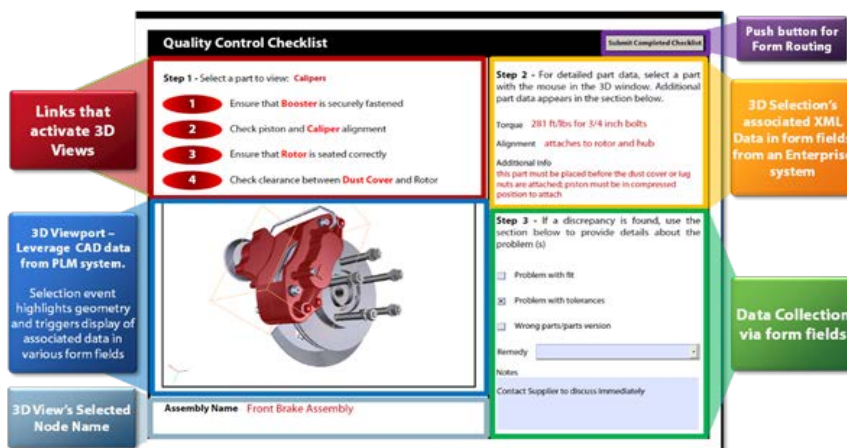 Quality Control Checklist
Submit Completed Checklist
Push button for
Form Routing
Links that
activate 3D
Views
Step 1 - Select a part to view: Calipers
1 Ensure that Booster is securely fastened
2 Check piston and Caliper alignment
3 Ensure that Rotor is seated correctly
4 Check clearance between Dust Cover and Rotor
Step 2 - For detailed part data, select a part
with the mouse in the 3D window. Additional
part data appears in the section below.
Torque 281 ft/lbs for 3/4 inch bolts
Alignment attaches to rotor and hub
Additional Info
this part must be placed before the dust cover or lug
nuts are attached; piston must be in compressed
position to attach
3D Selection's
associated XML
Data in form fields
from an Enterprise
system
3D Viewport –
Leverage CAD data
from PLM system.
Selection event
highlights geometry
and triggers display of
associated data in
various form fields
Step 3 - If a discrepancy is found, use the
section below to provide details about the
problem (s)
Problem with fit
Problem with tolerances
Wrong parts/parts version
Remedy
Notes
Contact Supplier to discuss immediately
Data Collection
via form fields
3D View's Selected
Node Name
Assembly Name Front Brake Assembly